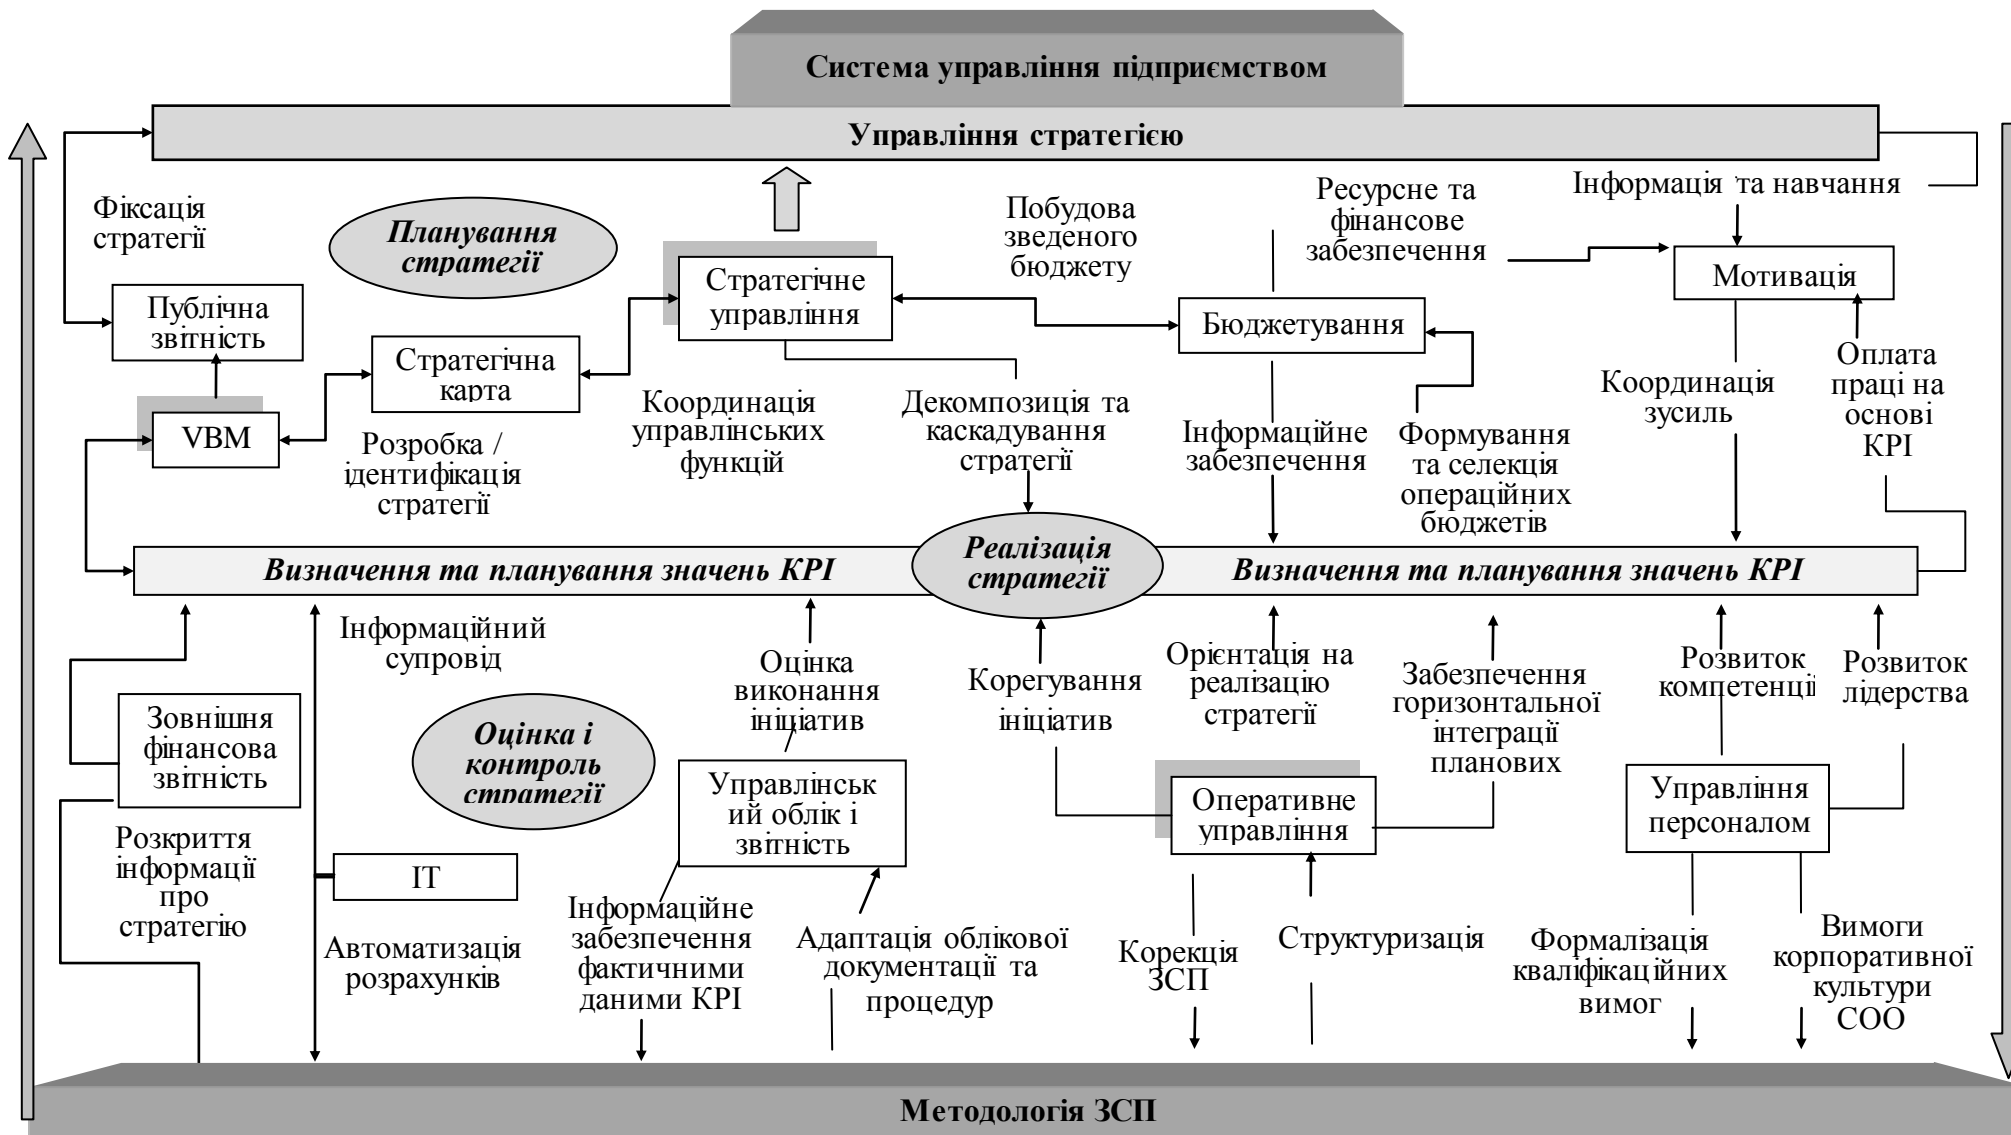 Система управління підприємством
Управління стратегією
Фіксація
стратегії
Планування
стратегії
Побудова
зведеного
бюджету
Ресурсне та
фінансове
забезпечення
Інформація та навчання
Публічна
звітність
Стратегічне
управління
Бюджетування
Мотивація
Стратегічна
карта
VBM
Розробка /
ідентифікація
стратегії
Координація
управлінських
функцій
Декомпозиція та
каскадування
стратегії
Інформаційне
забезпечення
Формування
та селекція
операційних
бюджетів
Координація
зусиль
Оплата
праці на
основі
КРІ
Визначення та планування значень КРІ
Реалізація
стратегії
Визначення та планування значень КРІ
Інформаційний
супровід
Оцінка
виконання
ініціатив
Корегування
ініціатив
Орієнтація на
реалізацію
стратегії
Забезпечення
горизонтальної
інтеграції
планових
Розвиток
компетенції
Розвиток
лідерства
Зовнішня
фінансова
звітність
Оцінка і
контроль
стратегії
Управлінськ
ий облік і
звітність
Оперативне
управління
Управління
персоналом
Розкриття
інформації
про
стратегію
ІТ
Автоматизація
розрахунків
Інформаційне
забезпечення
фактичними
даними КРІ
Адаптація облікової
документації та
процедур
Корекція
ЗСП
Структуризація
Формалізація
кваліфікаційних
вимог
Вимоги
корпоративної
культури
СОО
Методологія ЗСП